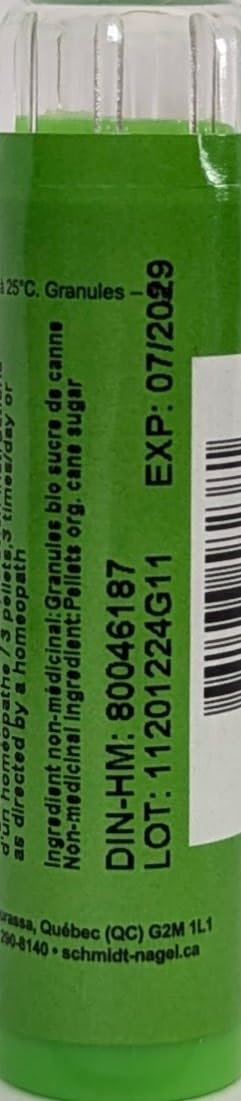 à 25°C. Granules –
d'un homéopathe / 3 pellets, 3 times/day or
as directed by a homeopath
Ingredient non-médicinal:Granules bio sucre de canne
Non-medicinal ingredient:Pellets org. cane sugar
DIN-HM: 80046187
LOT: 11201224G11 EXP: 07/2029
Québec (QC) G2M 1L1
290-8140 • schmidt-nagel.ca